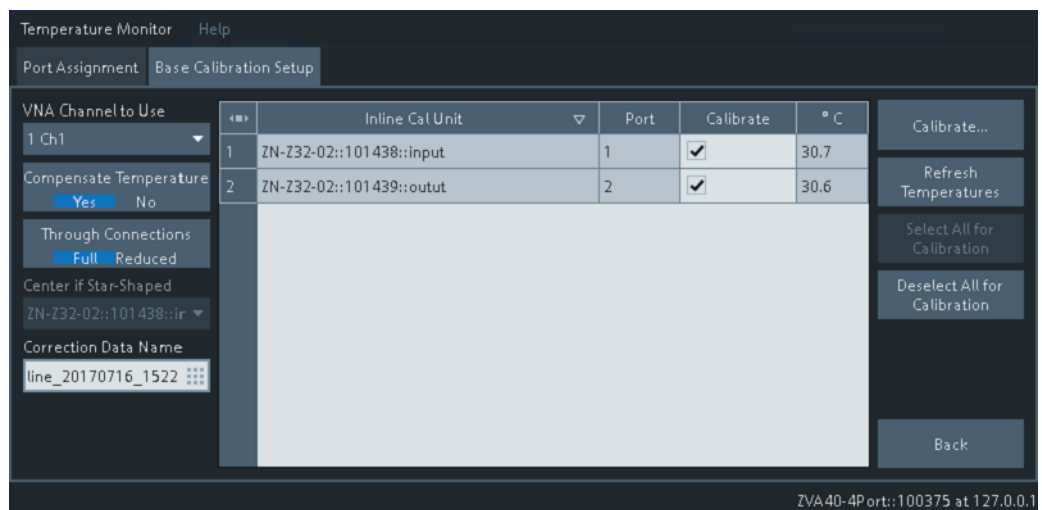 Temperature Monitor Help
Port Assignment Base Calibration Setup
VNA Channel to Use
1 Ch1
Compensate Temperature
Yes No
Through Connections
Full Reduced
Center if Star-Shaped
ZN-Z32-02::101438::ir
Correction Data Name
line_20170716_1522
Inline Cal Unit Port Calibrate ° C
1 ZN-Z32-02::101438::input 1 30.7
2 ZN-Z32-02::101439::outut 2 30.6
Calibrate...
Refresh
Temperatures
Select All for
Calibration
Deselect All for
Calibration
Back
ZVA40-4Port::100375 at 127.0.0.1